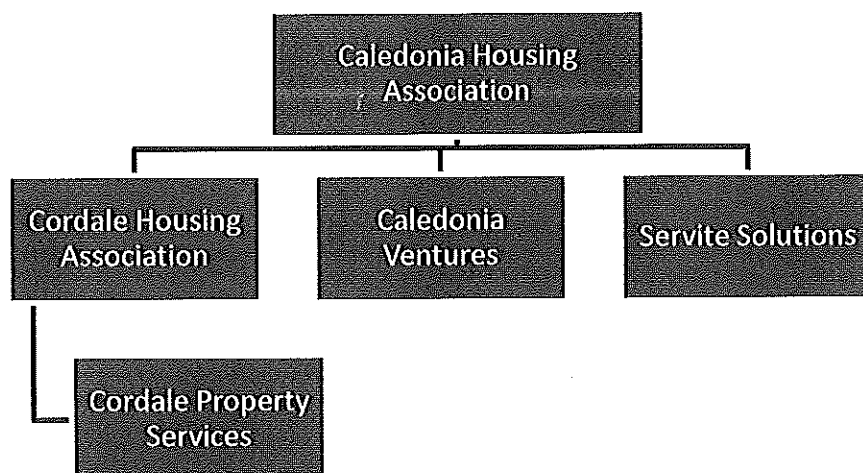 Caledonia Housing
Association
Cordale Housing
Association
Caledonia
Ventures
Servite Solutions
Cordale Property
Services